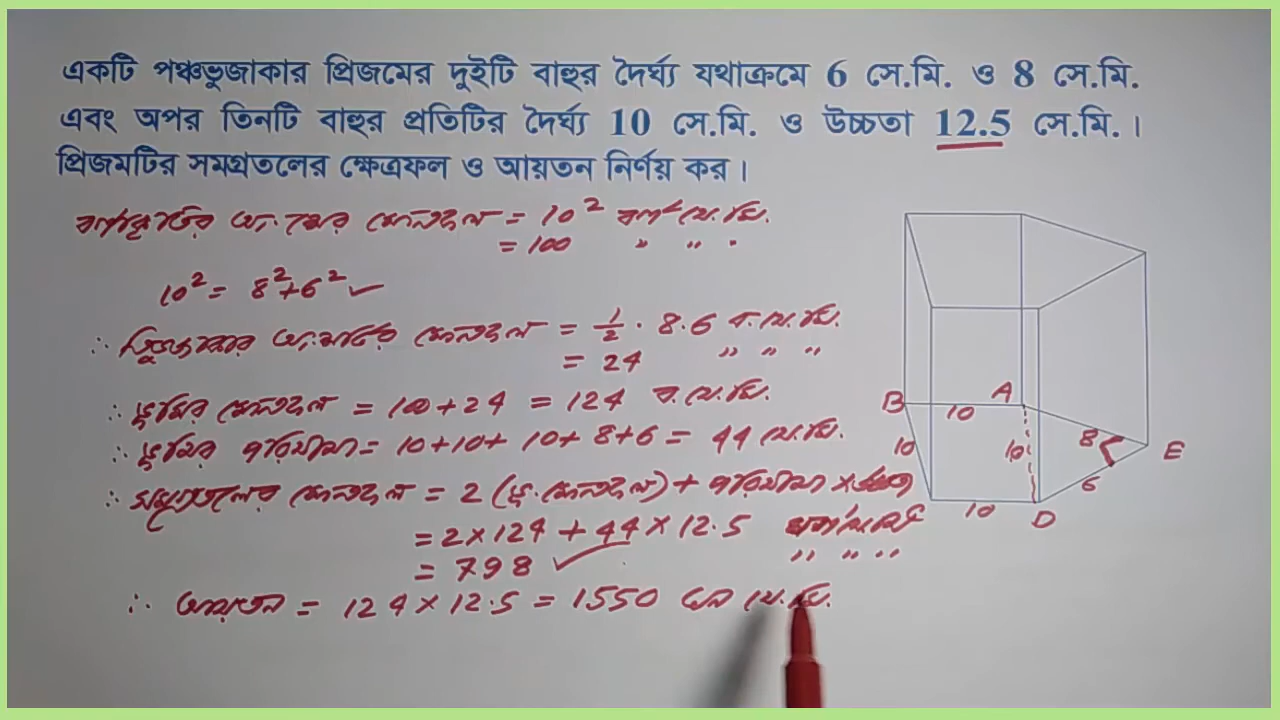 একটি পঞ্চভুজাকার প্রিজমের দুইটি বাহুর দৈর্ঘ্য যথাক্রমে 6 সে.মি. ও 8 সে.মি.
এবং অপর তিনটি বাহুর প্রতিটির দৈর্ঘ্য 10 সে.মি. ও উচ্চতা 12.5 সে.মি.।
প্রিজমটির সমগ্রতলের ক্ষেত্রফল ও আয়তন নির্ণয় কর।
বর্গাকৃতির অংশের ক্ষেত্রফল = 10² বর্গ সে.মি.
= 100 " " "
10² = 8² + 6² ✓
∴ ত্রিভুজাকার অংশটির ক্ষেত্রফল = 1/2 · 8.6 ব.সে.মি.
= 24 " " "
∴ ভূমির ক্ষেত্রফল = 100 + 24 = 124 ব.সে.মি.
∴ ভূমির পরিসীমা = 10 + 10 + 10 + 8 + 6 = 44 সে.মি.
∴ সমগ্রতলের ক্ষেত্রফল = 2 (ভূ. ক্ষেত্রফল) + পরিসীমা ×
= 2 × 124 + 44 × 12.5
= 798 ✓ " " "
∴ আয়তন = 124 × 12.5 = 1550 ঘন সে.মি.
B A
10
10 10 8 E
6
10 D